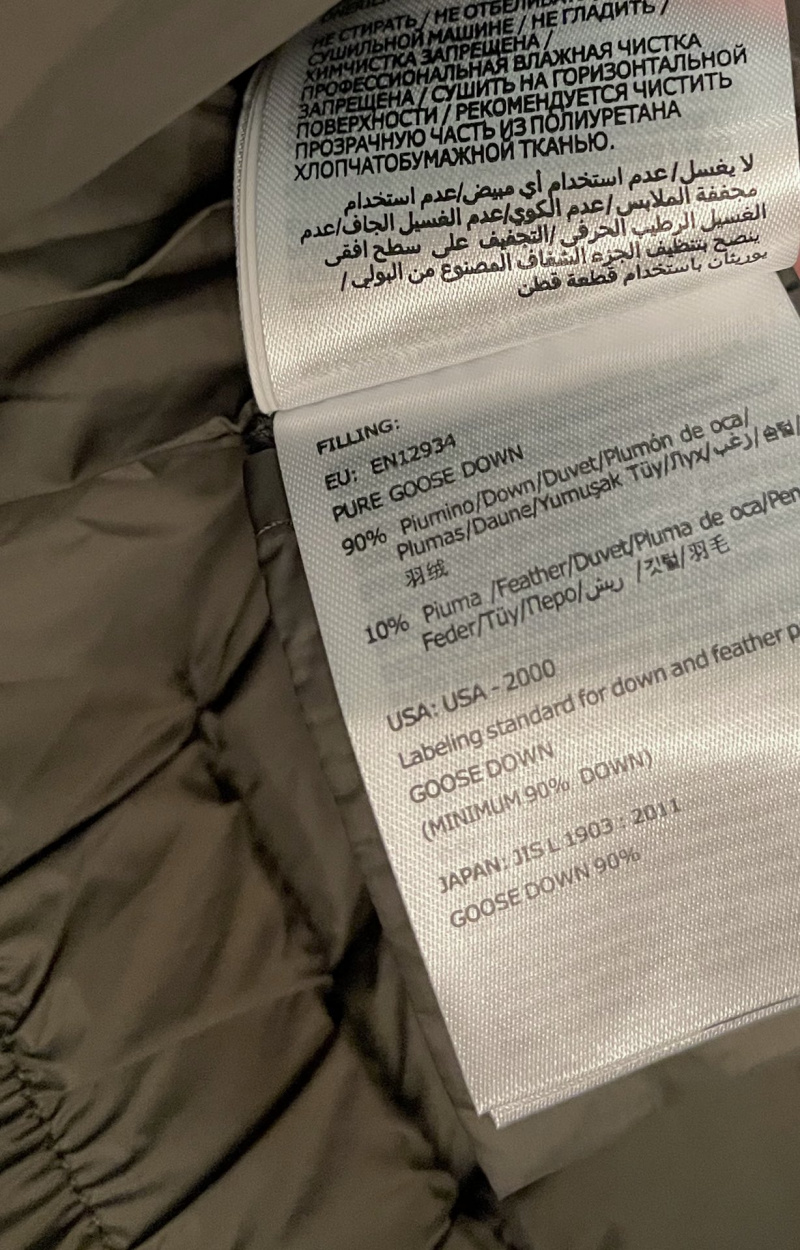 НЕ СТИРАТЬ / НЕ ОТБЕЛИВАТЬ
СУШИЛЬНОЙ МАШИНЕ / НЕ ГЛАДИТЬ /
ХИМЧИСТКА ЗАПРЕЩЕНА /
ПРОФЕССИОНАЛЬНАЯ ВЛАЖНАЯ ЧИСТКА
ЗАПРЕЩЕНА / СУШИТЬ НА ГОРИЗОНТАЛЬНОЙ
ПОВЕРХНОСТИ / РЕКОМЕНДУЕТСЯ ЧИСТИТЬ
ПРОЗРАЧНУЮ ЧАСТЬ ИЗ ПОЛИУРЕТАНА
ХЛОПЧАТОБУМАЖНОЙ ТКАНЬЮ.
لا يغسل/عدم استخدام أي مبيض/عدم استخدام
مجففة الملابس/عدم الكوي/عدم الغسيل الجاف/عدم
الغسيل الرطيب الحرفي /التجفيف على سطح افقى
ينصح بتنظيف الجزء الشفاف المصنوع من البولي/
يوريثان باستخدام قطعة قطن
FILLING:
EU: EN12934
PURE GOOSE DOWN
90% Piumino/Down/Duvet/Plumón de oca/
Plumas/Daune/Yumuşak Tüy/Пух/زغب/솜털/
羽绒
10% Piuma /Feather/Duvet/Pluma de oca/Pen
Feder/Tüy/Перо/ريش /깃털/羽毛
USA: USA - 2000
Labeling standard for down and feather p
GOOSE DOWN
(MINIMUM 90% DOWN)
JAPAN: JIS L 1903 : 2011
GOOSE DOWN 90%